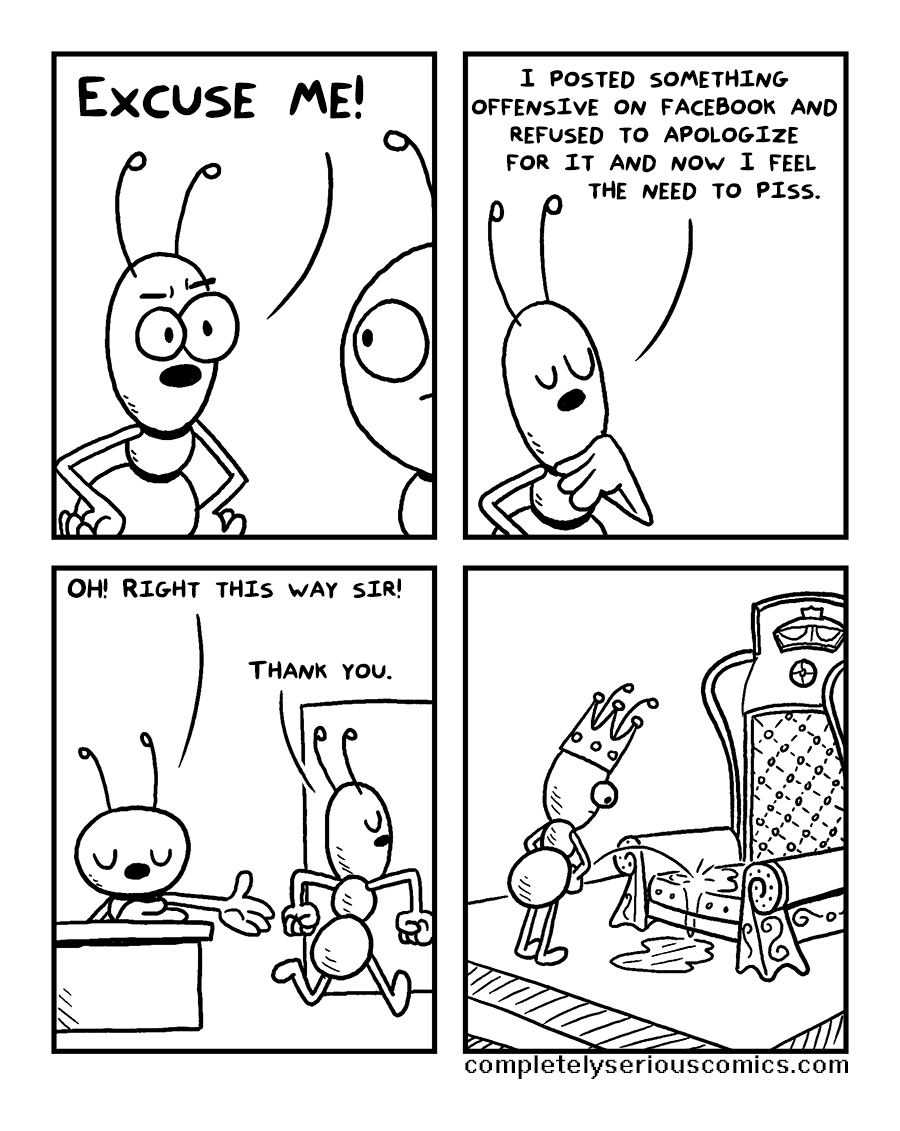 EXCUSE ME!
I POSTED SOMETHING
OFFENSIVE ON FACEBOOK AND
REFUSED TO APOLOGIZE
FOR IT AND NOW I FEEL
THE NEED TO PISS.
OH! RIGHT THIS WAY SIR!
THANK YOU.
completelyseriouscomics.com